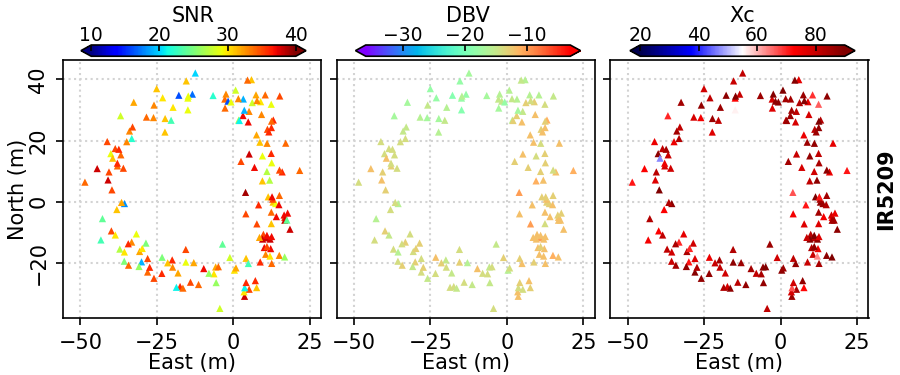 SNR DBV Xc
10 20 30 40 −30 −20 −10 20 40 60 80
40
20
0
−20
North (m)
−50 −25 0 25 −50 −25 0 25 −50 −25 0 25
East (m) East (m) East (m)
IR5209